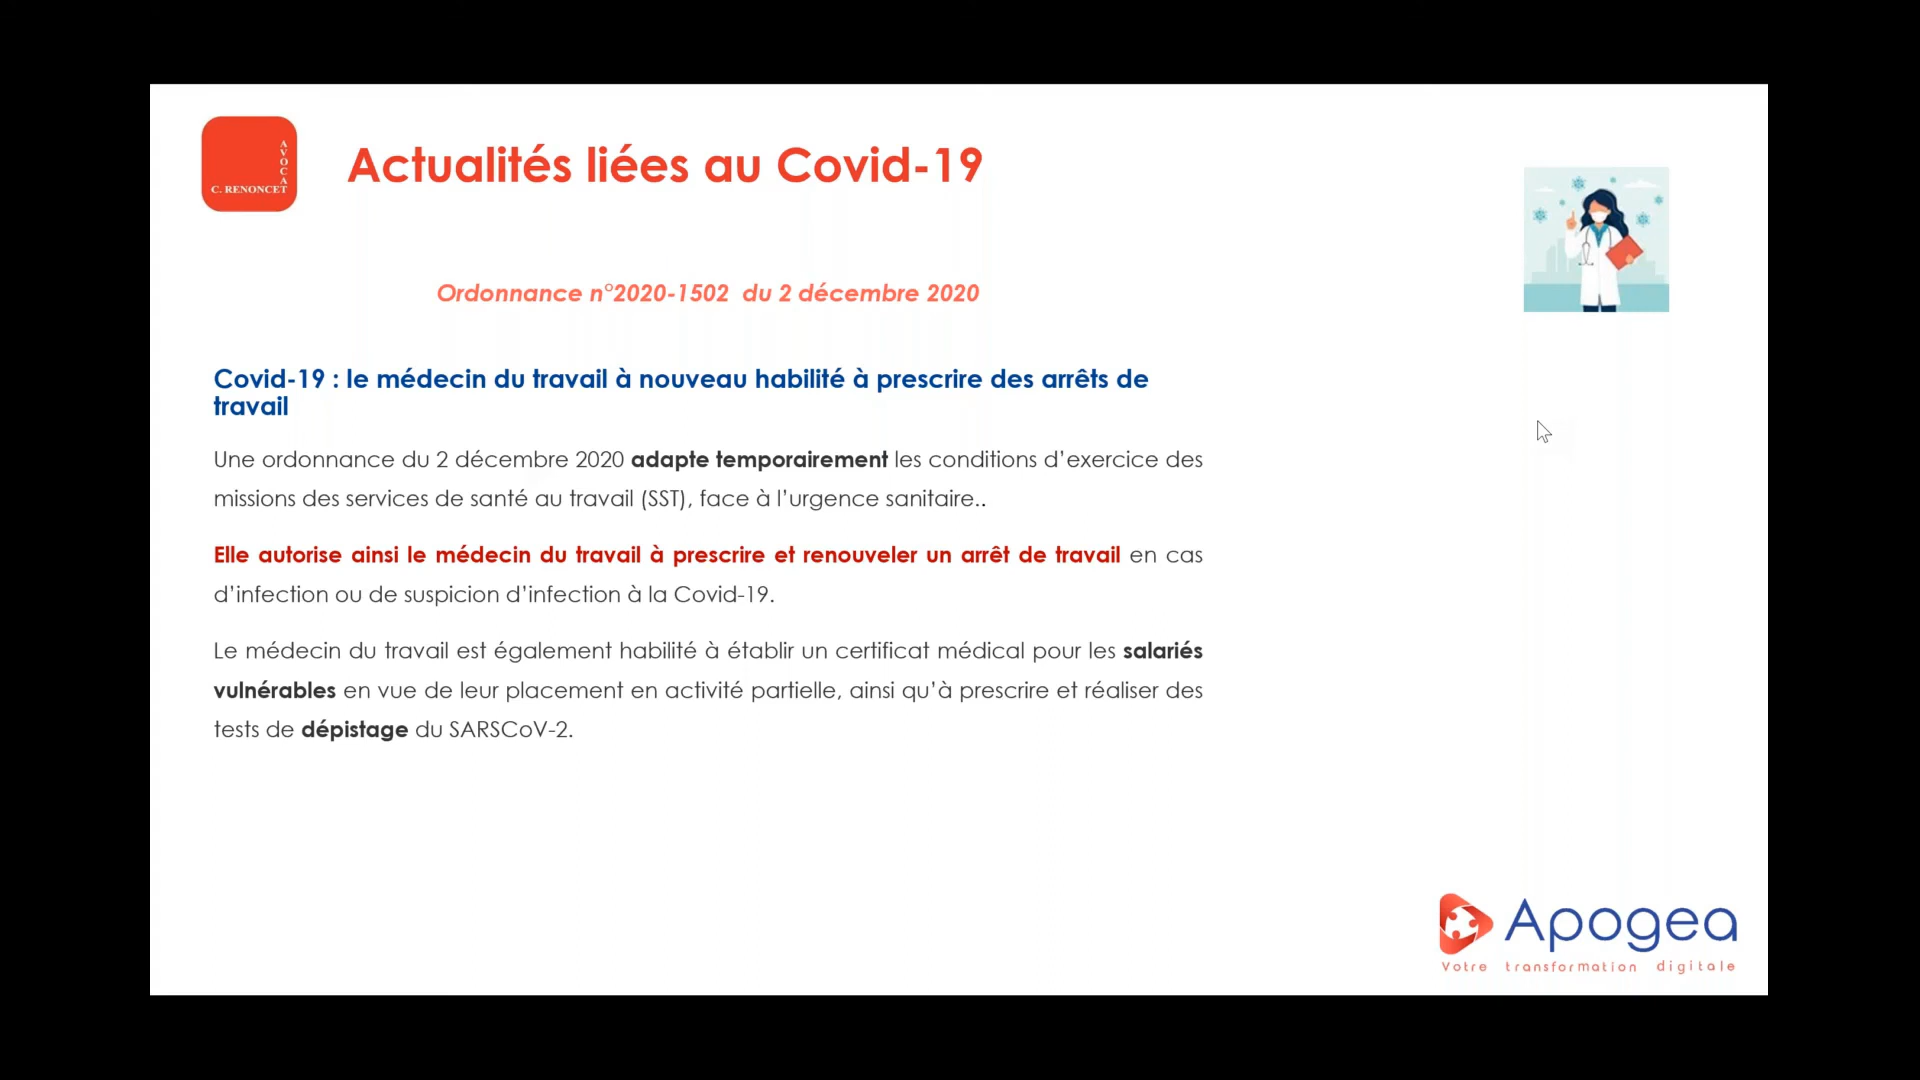 AVOCAT
C. RENONCET
Actualités liées au Covid-19
Ordonnance n°2020-1502 du 2 décembre 2020
Covid-19 : le médecin du travail à nouveau habilité à prescrire des arrêts de
travail
Une ordonnance du 2 décembre 2020 adapte temporairement les conditions d’exercice des
missions des services de santé au travail (SST), face à l’urgence sanitaire..
Elle autorise ainsi le médecin du travail à prescrire et renouveler un arrêt de travail en cas
d’infection ou de suspicion d’infection à la Covid-19.
Le médecin du travail est également habilité à établir un certificat médical pour les salariés
vulnérables en vue de leur placement en activité partielle, ainsi qu’à prescrire et réaliser des
tests de dépistage du SARSCoV-2.
Apogea
Votre transformation digitale